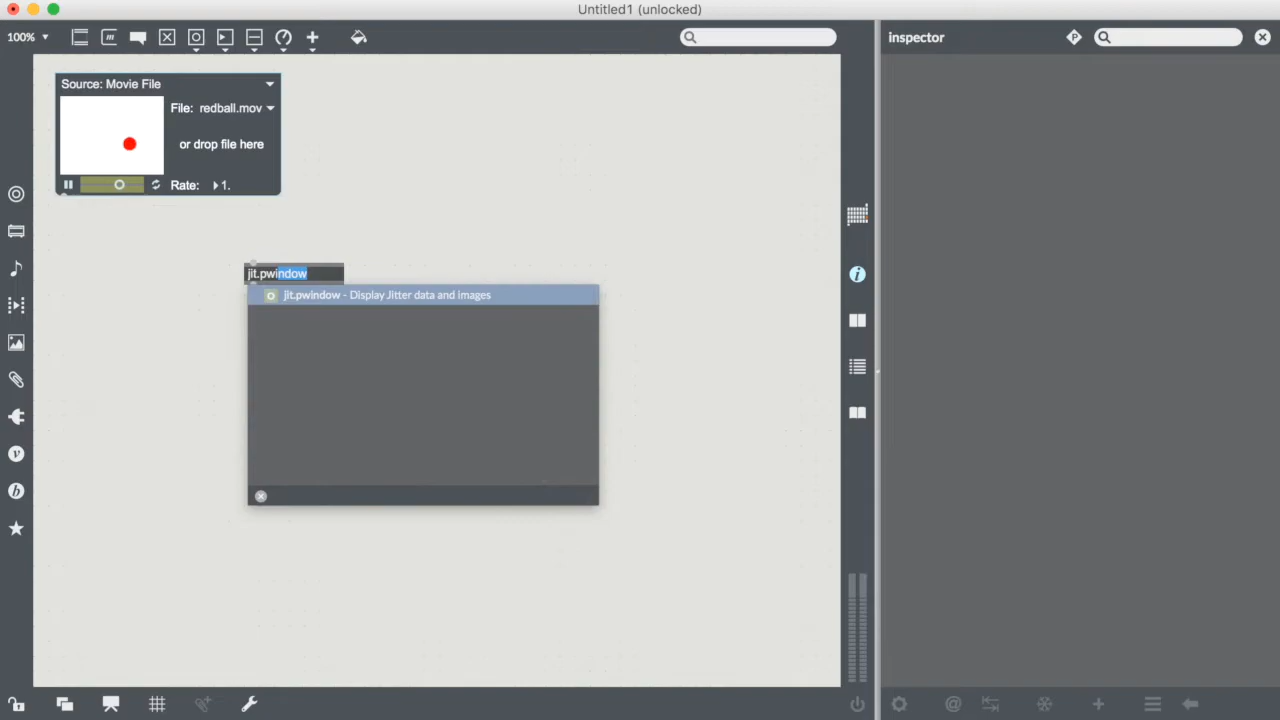 Untitled1 (unlocked)
100%
inspector
Source: Movie File
File: redball.mov
or drop file here
Rate: 1.
jit.pwindow
jit.pwindow - Display Jitter data and images